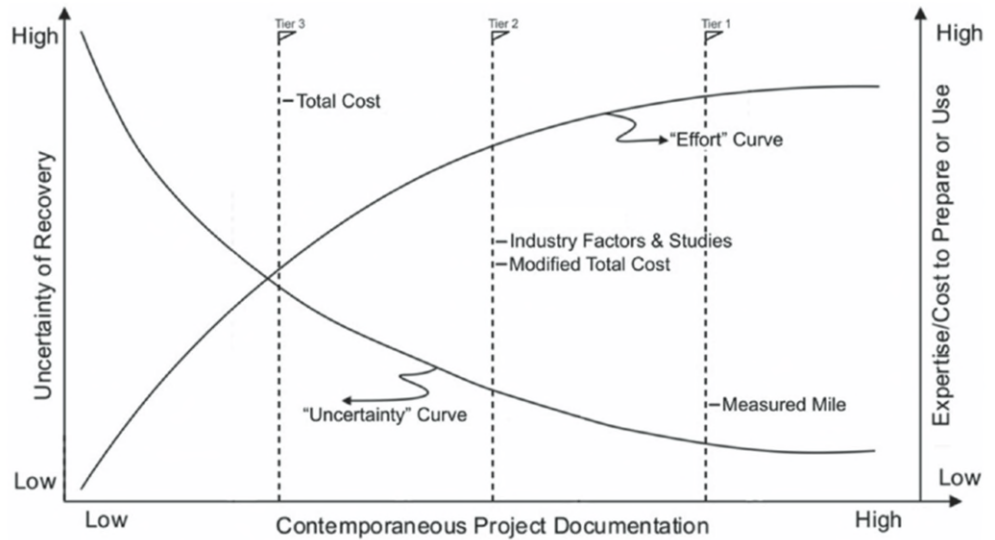 High
Tier 3
Tier 2
Tier 1
High
Total Cost
"Effort" Curve
Uncertainty of Recovery
Expertise/Cost to Prepare or Use
Industry Factors & Studies
Modified Total Cost
"Uncertainty" Curve
Measured Mile
Low
Low
Low
Contemporaneous Project Documentation
High